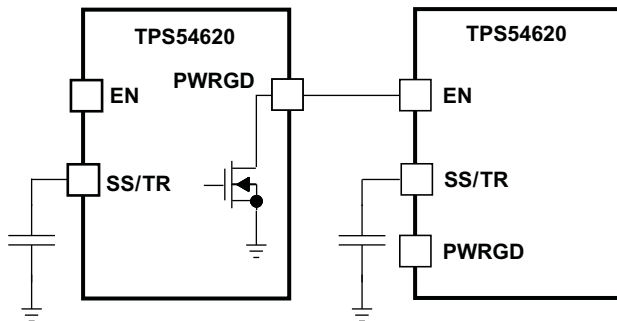 TPS54620
EN
PWRGD
SS/TR
TPS54620
EN
SS/TR
PWRGD